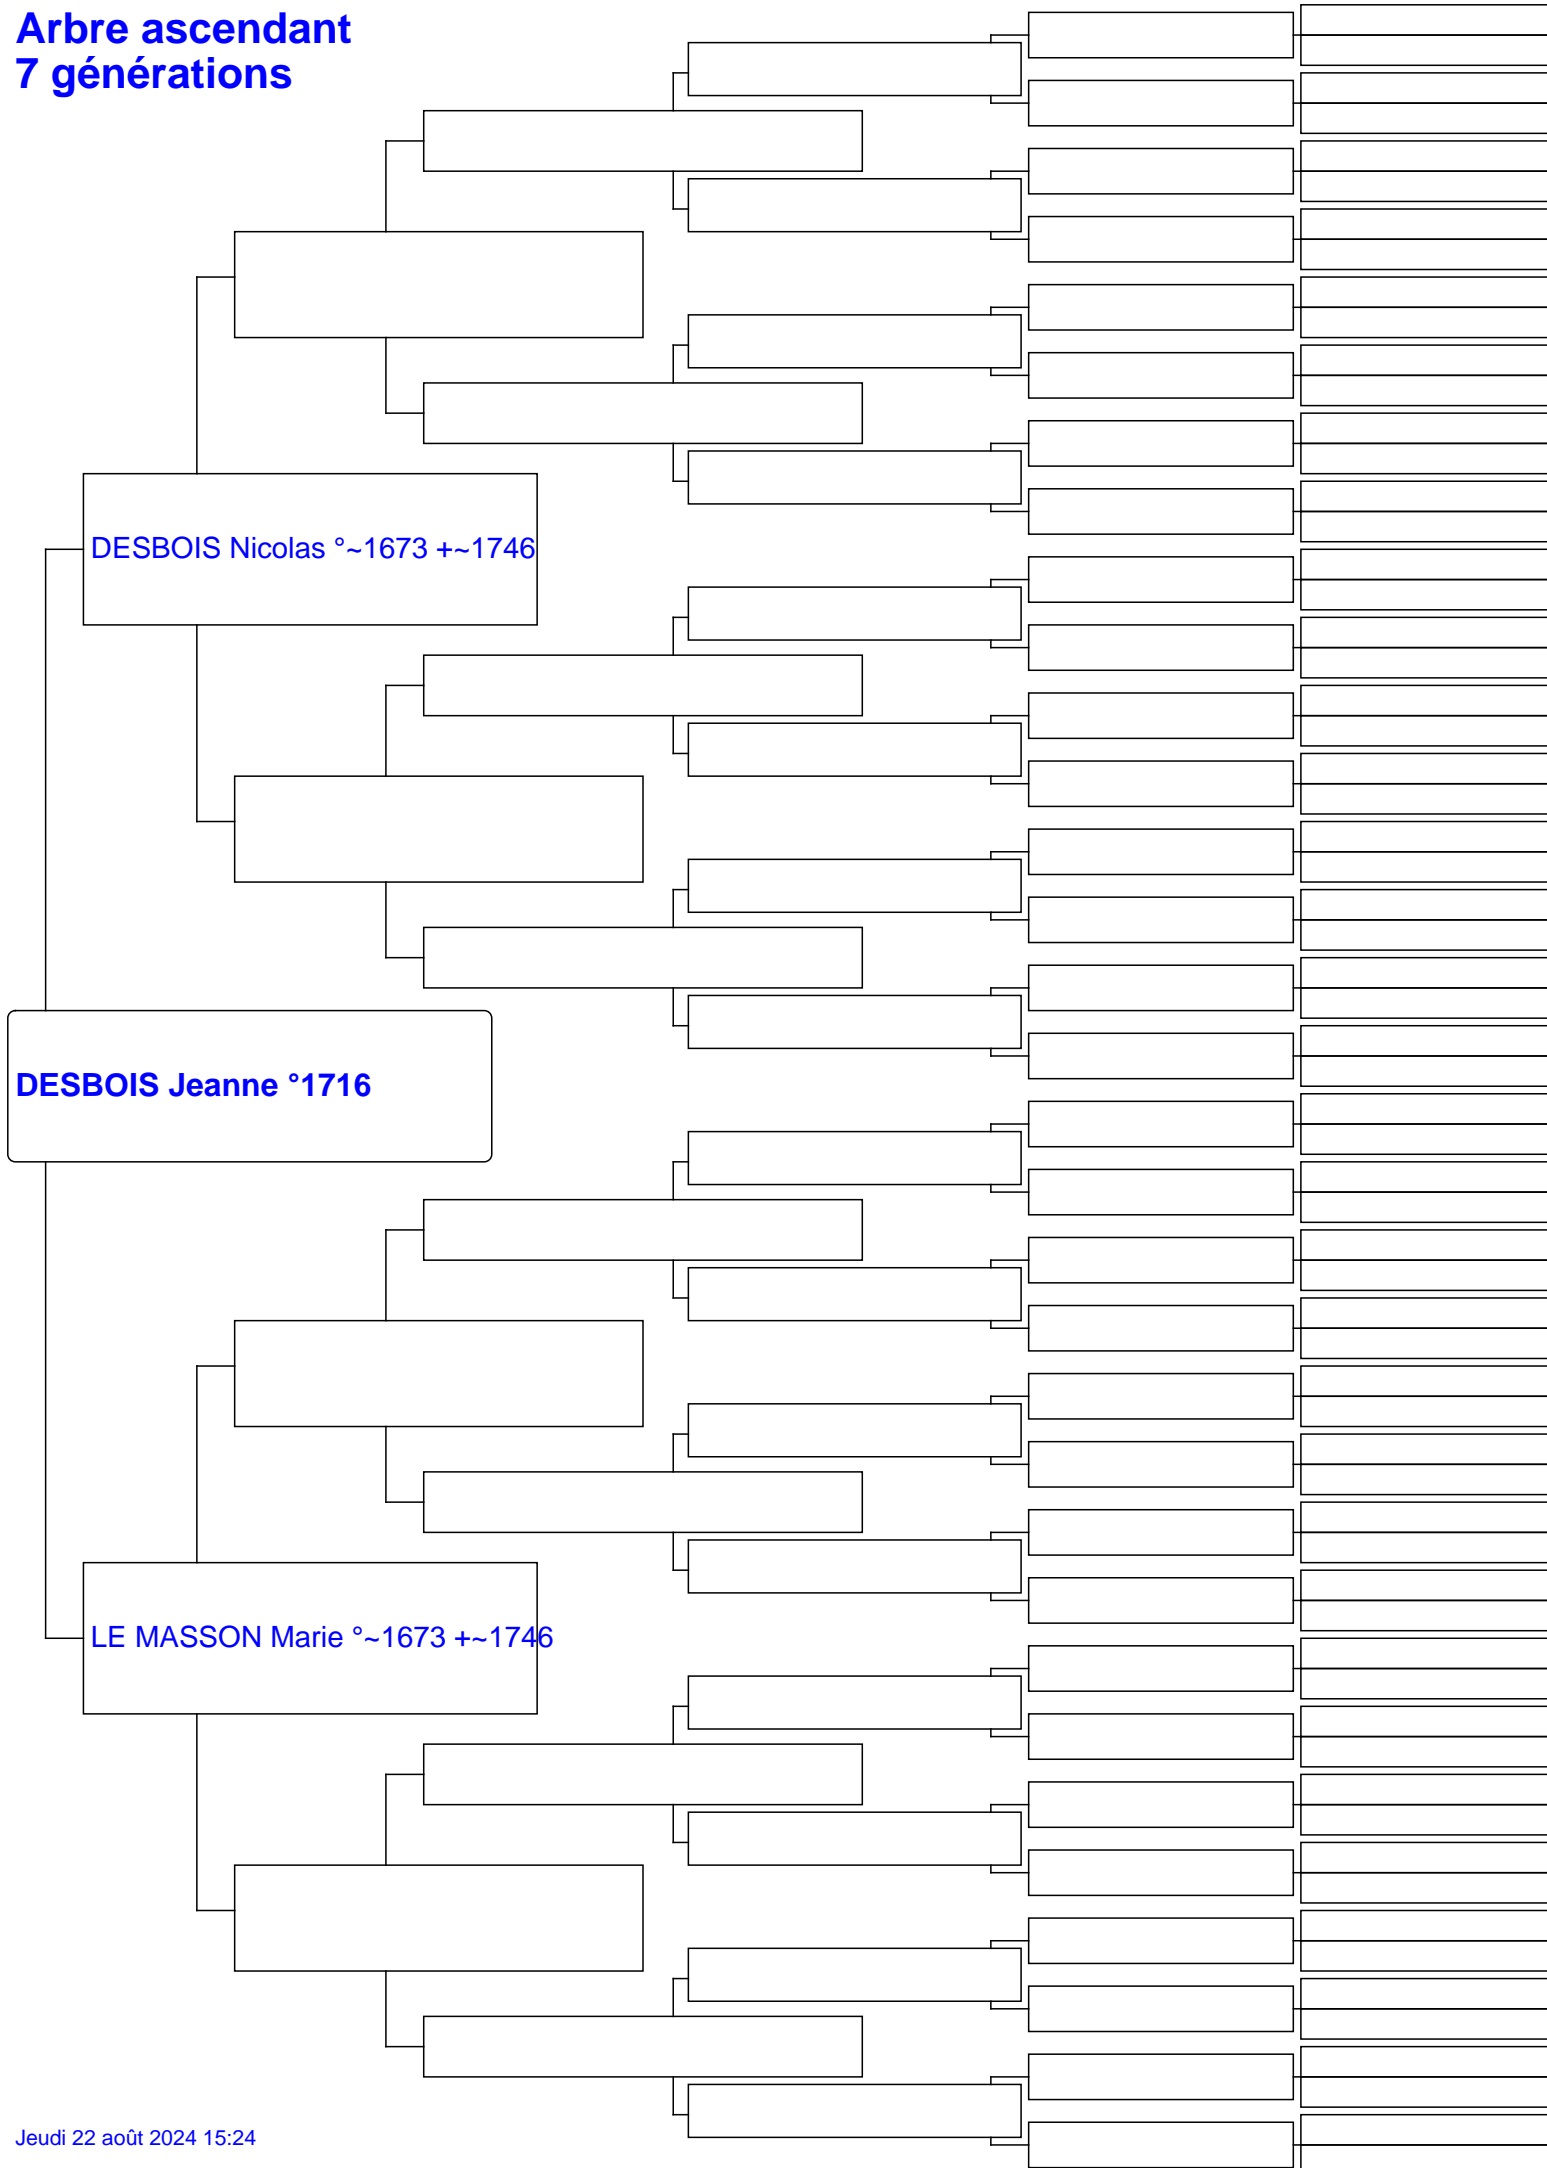 Arbre ascendant
7 générations
DESBOIS Nicolas °~1673 +~1746
DESBOIS Jeanne °1716
LE MASSON Marie °~1673 +~1746
Jeudi 22 août 2024 15:24